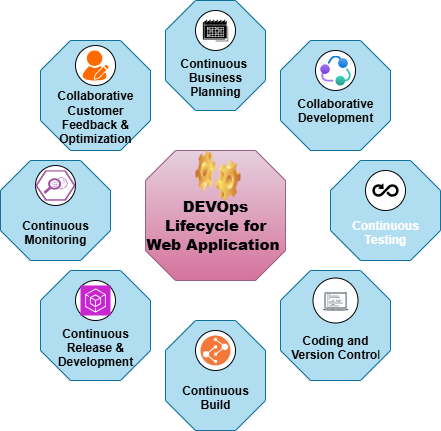 Continuous
Business
Planning
Collaborative
Development
Continuous
Testing
Coding and
Version Control
Continuous
Build
Continuous
Release &
Development
Continuous
Monitoring
Collaborative
Customer
Feedback &
Optimization
DEVOps
Lifecycle for
Web Application